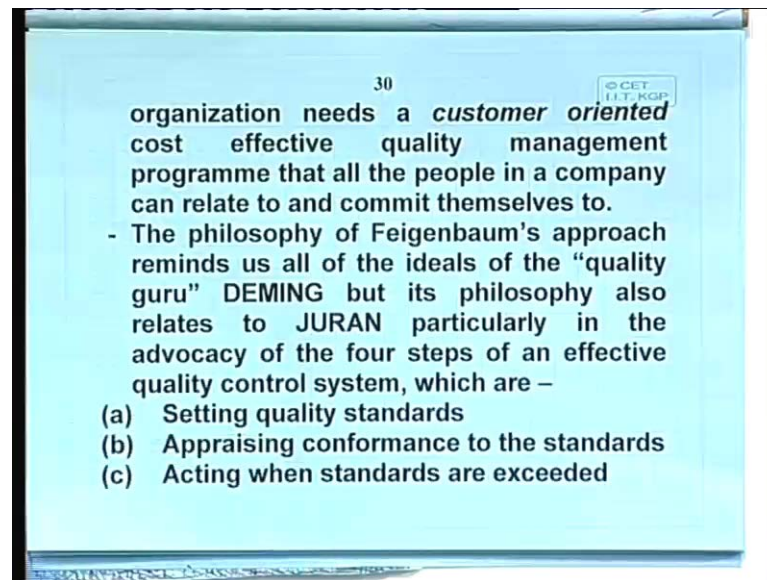 30
© CET
I.I.T. KGP
organization needs a customer oriented
cost effective quality management
programme that all the people in a company
can relate to and commit themselves to.
- The philosophy of Feigenbaum's approach
reminds us all of the ideals of the “quality
guru” DEMING but its philosophy also
relates to JURAN particularly in the
advocacy of the four steps of an effective
quality control system, which are –
(a) Setting quality standards
(b) Appraising conformance to the standards
(c) Acting when standards are exceeded